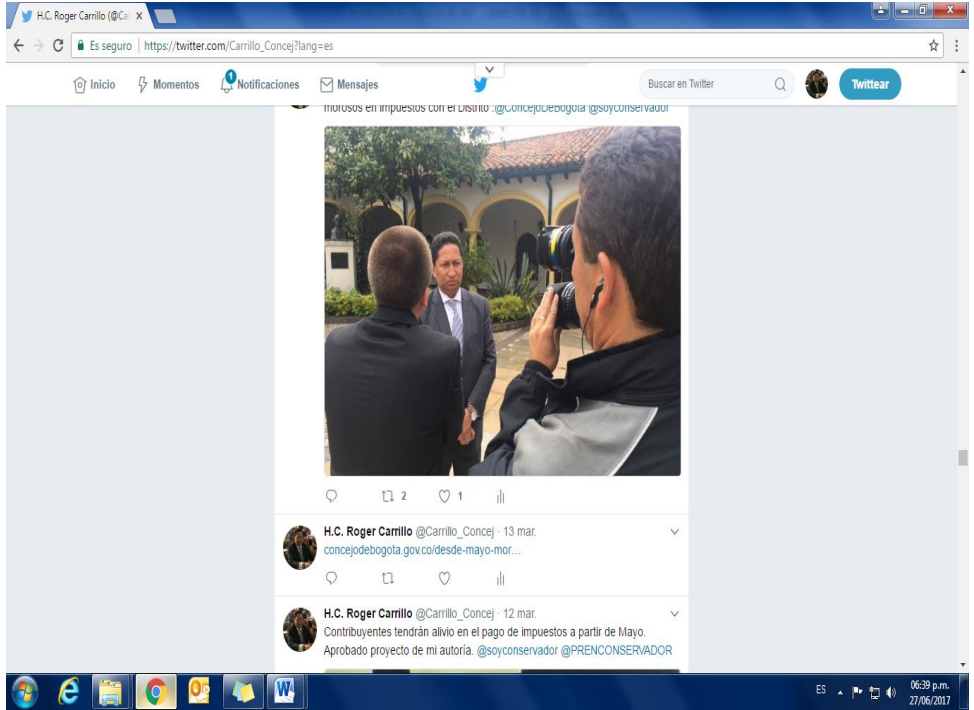 H.C. Roger Carrillo (@Ca
Es seguro | https://twitter.com/Carrillo_Concej?lang=es
Inicio Momentos 1 Notificaciones Mensajes Buscar en Twitter Twittear
morosos en impuestos con el Distrito .@ConcejoDeBogota @soyconservador
2 1
H.C. Roger Carrillo @Carrillo_Concej · 13 mar.
concejodebogota.gov.co/desde-mayo-mor…
H.C. Roger Carrillo @Carrillo_Concej · 12 mar.
Contribuyentes tendrán alivio en el pago de impuestos a partir de Mayo.
Aprobado proyecto de mi autoría. @soyconservador @PRENCONSERVADOR
ES 06:39 p.m.
27/06/2017